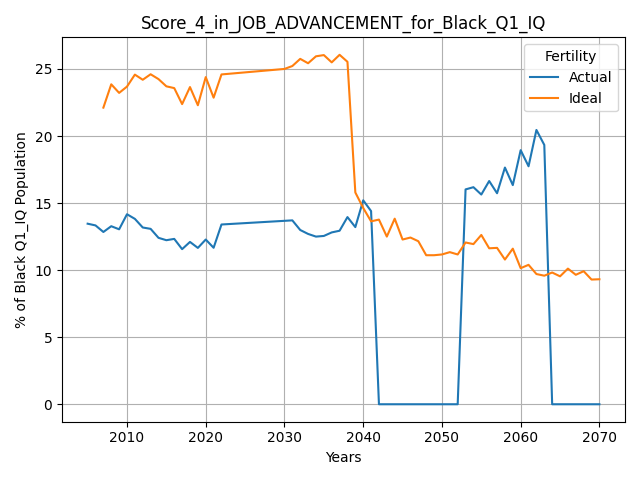 Score_4_in_JOB_ADVANCEMENT_for_Black_Q1_IQ
Fertility
Actual
Ideal
% of Black Q1_IQ Population
25
20
15
10
5
0
2010 2020 2030 2040 2050 2060 2070
Years